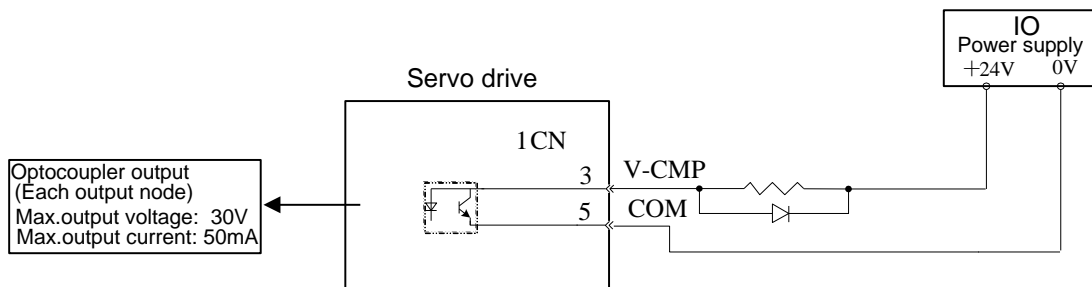 IO
Power supply
+24V 0V
Servo drive
1CN
3 V-CMP
5 COM
Optocoupler output
(Each output node)
Max.output voltage: 30V
Max.output current: 50mA